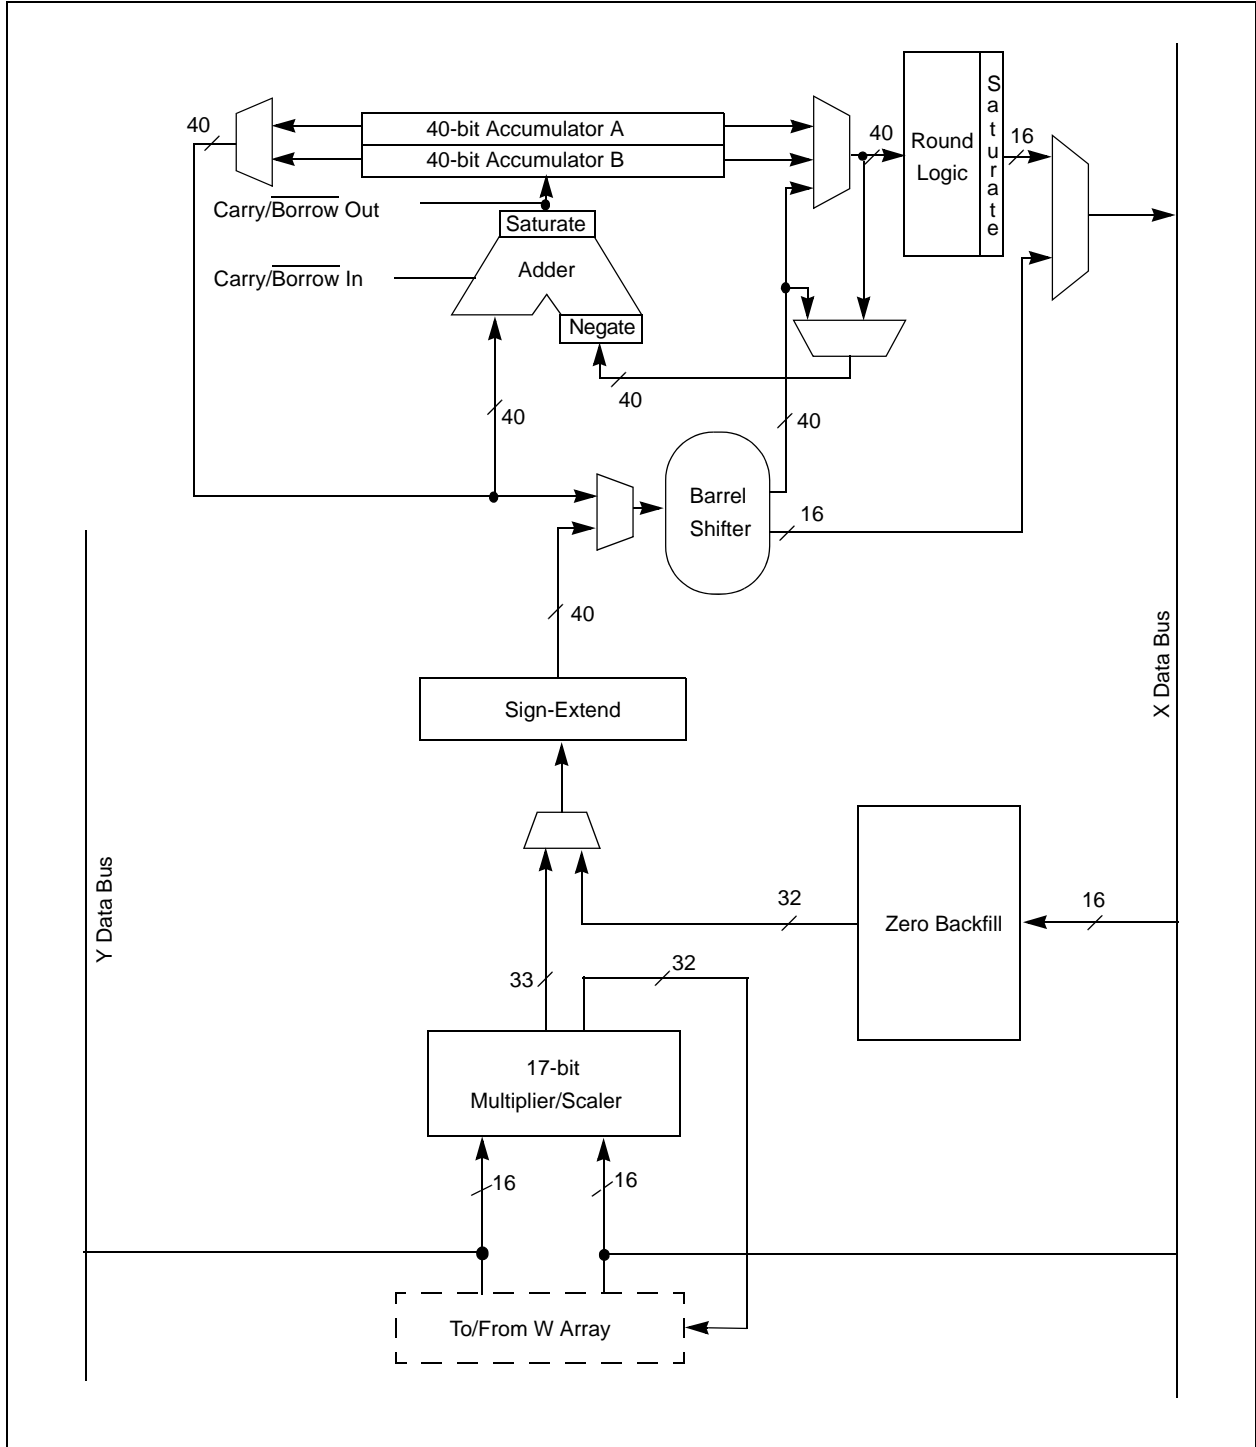 40
40-bit Accumulator A
40-bit Accumulator B
40
Round
Logic
Saturate
16
Carry/Borrow Out
Saturate
Carry/Borrow In
Adder
Negate
40
40
40
Barrel
Shifter
16
40
Sign-Extend
X Data Bus
Y Data Bus
32
Zero Backfill
16
33
32
17-bit
Multiplier/Scaler
16
16
To/From W Array